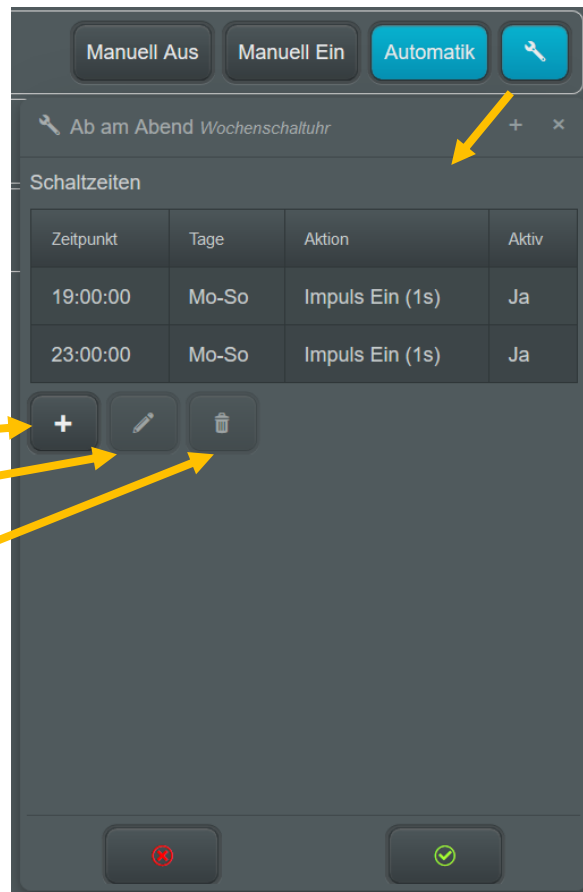 Manuell Aus Manuell Ein Automatik
Ab am Abend Wochenschaltuhr
Schaltzeiten
Zeitpunkt Tage Aktion Aktiv
19:00:00 Mo-So Impuls Ein (1s) Ja
23:00:00 Mo-So Impuls Ein (1s) Ja